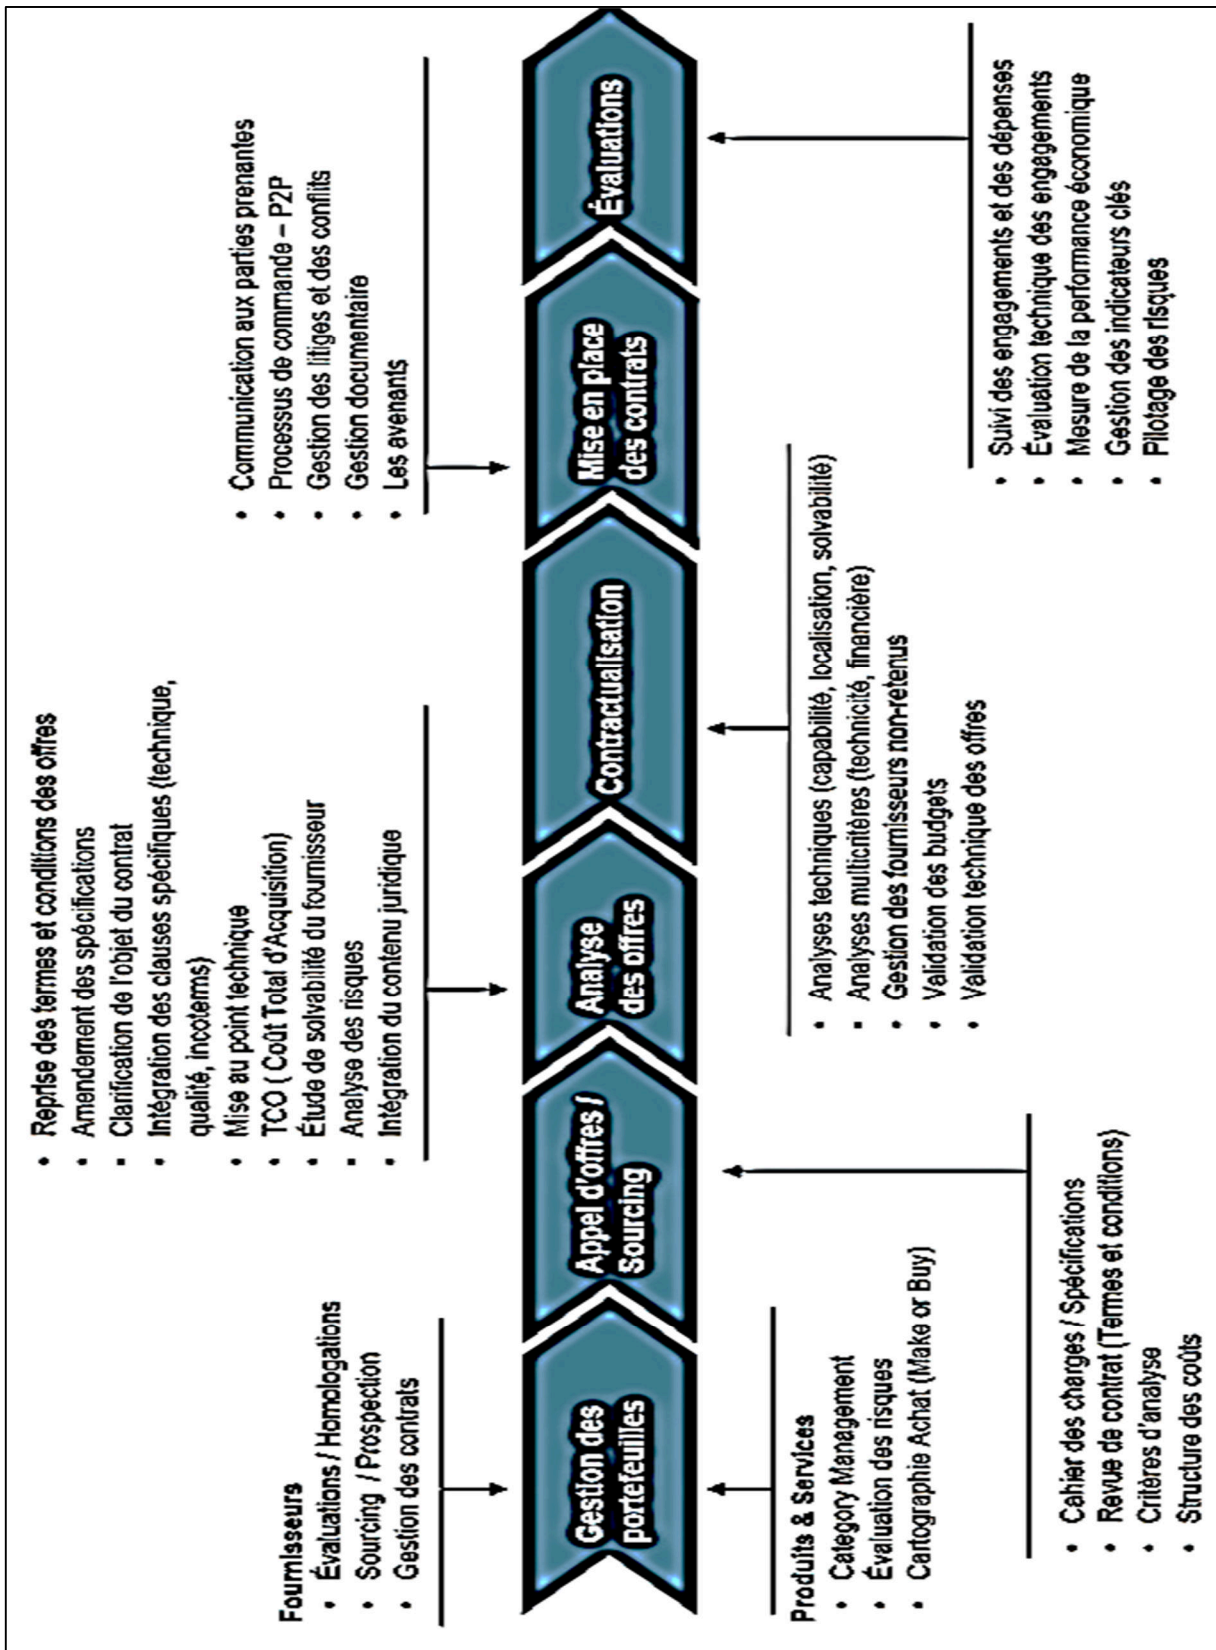 Fournisseurs
• Évaluations / Homologations
• Sourcing / Prospection
• Gestion des contrats
• Reprise des termes et conditions des offres
• Amendement des spécifications
• Clarification de l'objet du contrat
• Intégration des clauses spécifiques (technique,
qualité, incoterms)
• Mise au point technique
• TCO ( Coût Total d'Acquisition)
• Étude de solvabilité du fournisseur
• Analyse des risques
• Intégration du contenu juridique
• Communication aux parties prenantes
• Processus de commande – P2P
• Gestion des litiges et des conflits
• Gestion documentaire
• Les avenants
Gestion des
portefeuilles
Appel d'offres /
Sourcing
Analyse
des offres
Contractualisation
Mise en place
des contrats
Évaluations
Produits & Services
• Category Management
• Évaluation des risques
• Cartographie Achat (Make or Buy)
• Cahier des charges / Spécifications
• Revue de contrat (Termes et conditions)
• Critères d'analyse
• Structure des coûts
• Analyses techniques (capabilité, localisation, solvabilité)
• Analyses multicritères (technicité, financière)
• Gestion des fournisseurs non-retenus
• Validation des budgets
• Validation technique des offres
• Suivi des engagements et des dépenses
• Évaluation technique des engagements
• Mesure de la performance économique
• Gestion des indicateurs clés
• Pilotage des risques